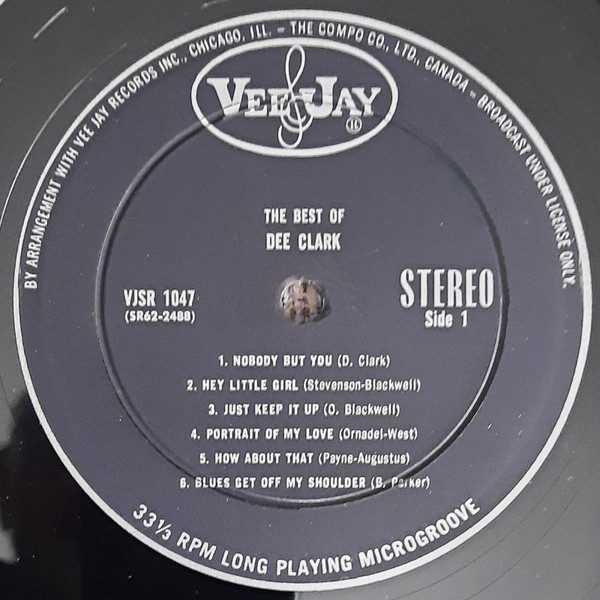 BY ARRANGEMENT WITH VEE JAY RECORDS INC., CHICAGO, ILL. – THE COMPO CO., LTD., CANADA – BROADCAST UNDER LICENSE ONLY.
VEE JAY
THE BEST OF
DEE CLARK
VJSR 1047
(SR62-2488)
STEREO
Side 1
1. NOBODY BUT YOU (D. Clark)
2. HEY LITTLE GIRL (Stevenson-Blackwell)
3. JUST KEEP IT UP (O. Blackwell)
4. PORTRAIT OF MY LOVE (Ornadel-West)
5. HOW ABOUT THAT (Payne-Augustus)
6. BLUES GET OFF MY SHOULDER (B. Parker)
33⅓ RPM LONG PLAYING MICROGROOVE